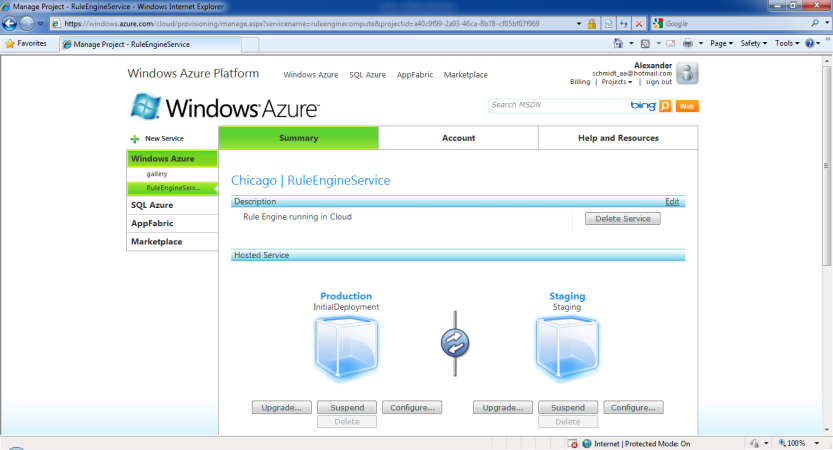 Manage Project - RuleEngineService - Windows Internet Explorer
https://windows.azure.com/cloud/provisioning/manage.aspx?servicename=ruleenginecompute&projectid=a40c9f99-2a93-46ca-8b78-cf05bf07f969
Google
Favorites
Manage Project - RuleEngineService
Page
Safety
Tools
Windows Azure Platform
Windows Azure
SQL Azure
AppFabric
Marketplace
Alexander
schmidt_aa@hotmail.com
Billing | Projects | sign out
Windows Azure™
Search MSDN
bing
Web
New Service
Summary
Account
Help and Resources
Windows Azure
gallery
RuleEngineServ...
SQL Azure
AppFabric
Marketplace
Chicago | RuleEngineService
Description
Edit
Rule Engine running in Cloud
Delete Service
Hosted Service
Production
InitialDeployment
Staging
Staging
Upgrade...
Suspend
Configure...
Delete
Upgrade...
Suspend
Configure...
Delete
Internet | Protected Mode: On
100%